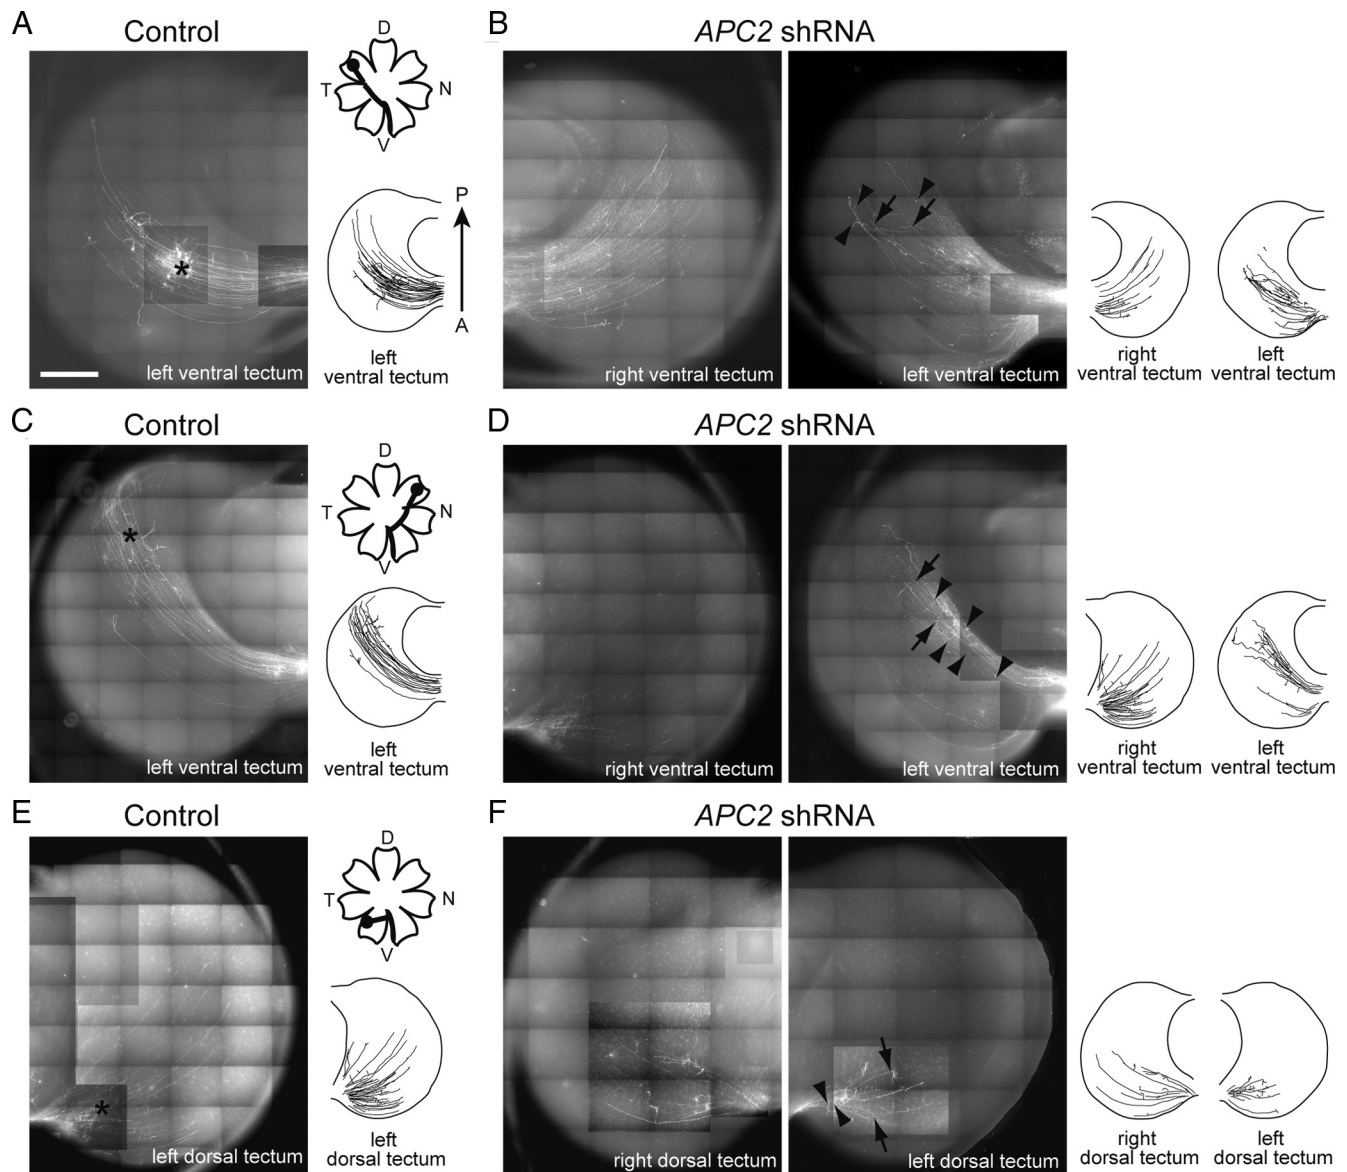 A
Control
D
T
N
V
P
A
*
left ventral tectum
left
ventral tectum
B
APC2 shRNA
right ventral tectum
left ventral tectum
right
ventral tectum
left
ventral tectum
C
Control
D
T
N
V
*
left ventral tectum
left
ventral tectum
D
APC2 shRNA
right ventral tectum
left ventral tectum
right
ventral tectum
left
ventral tectum
E
Control
D
T
N
V
*
left dorsal tectum
left
dorsal tectum
F
APC2 shRNA
right dorsal tectum
left dorsal tectum
right
dorsal tectum
left
dorsal tectum